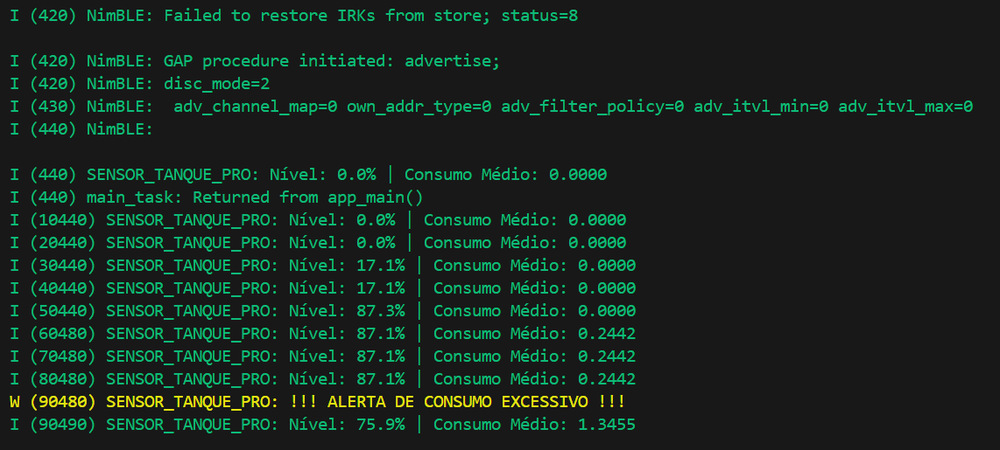 I (420) NimBLE: Failed to restore IRKs from store; status=8
I (420) NimBLE: GAP procedure initiated: advertise;
I (420) NimBLE: disc_mode=2
I (430) NimBLE:  adv_channel_map=0 own_addr_type=0 adv_filter_policy=0 adv_itvl_min=0 adv_itvl_max=0
I (440) NimBLE:
I (440) SENSOR_TANQUE_PRO: Nível: 0.0% | Consumo Médio: 0.0000
I (440) main_task: Returned from app_main()
I (10440) SENSOR_TANQUE_PRO: Nível: 0.0% | Consumo Médio: 0.0000
I (20440) SENSOR_TANQUE_PRO: Nível: 0.0% | Consumo Médio: 0.0000
I (30440) SENSOR_TANQUE_PRO: Nível: 17.1% | Consumo Médio: 0.0000
I (40440) SENSOR_TANQUE_PRO: Nível: 17.1% | Consumo Médio: 0.0000
I (50440) SENSOR_TANQUE_PRO: Nível: 87.3% | Consumo Médio: 0.0000
I (60480) SENSOR_TANQUE_PRO: Nível: 87.1% | Consumo Médio: 0.2442
I (70480) SENSOR_TANQUE_PRO: Nível: 87.1% | Consumo Médio: 0.2442
I (80480) SENSOR_TANQUE_PRO: Nível: 87.1% | Consumo Médio: 0.2442
W (90480) SENSOR_TANQUE_PRO: !!! ALERTA DE CONSUMO EXCESSIVO !!!
I (90490) SENSOR_TANQUE_PRO: Nível: 75.9% | Consumo Médio: 1.3455